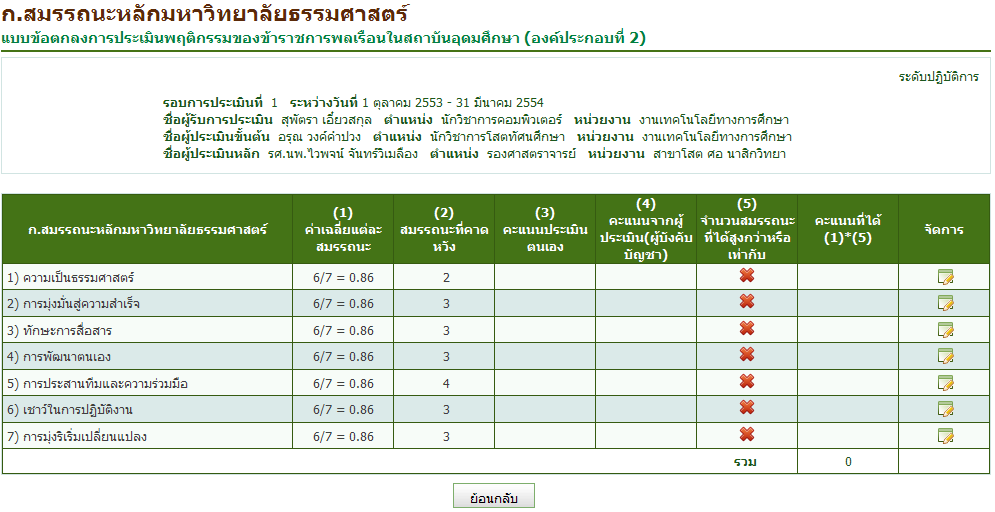 ก.สมรรถนะหลักมหาวิทยาลัยธรรมศาสตร์
แบบข้อตกลงการประเมินพฤติกรรมของข้าราชการพลเรือนในสถาบันอุดมศึกษา (องค์ประกอบที่ 2)
ระดับปฏิบัติการ
รอบการประเมินที่ 1 ระหว่างวันที่ 1 ตุลาคม 2553 - 31 มีนาคม 2554
ชื่อผู้รับการประเมิน สุพัตรา เอี่ยวสกุล ตำแหน่ง นักวิชาการคอมพิวเตอร์ หน่วยงาน งานเทคโนโลยีทางการศึกษา
ชื่อผู้ประเมินขั้นต้น อรุณ วงค์คำปวง ตำแหน่ง นักวิชาการโสตทัศนศึกษา หน่วยงาน งานเทคโนโลยีทางการศึกษา
ชื่อผู้ประเมินหลัก รศ.นพ.ไวพจน์ จันทร์วิเมลือง ตำแหน่ง รองศาสตราจารย์ หน่วยงาน สาขาโสต ศอ นาสิกวิทยา
ก.สมรรถนะหลักมหาวิทยาลัยธรรมศาสตร์
(1)
ค่าเฉลี่ยแต่ละ
สมรรถนะ
(2)
สมรรถนะที่คาด
หวัง
(3)
คะแนนประเมิน
ตนเอง
(4)
คะแนนจากผู้
ประเมิน(ผู้บังคับ
บัญชา)
(5)
จำนวนสมรรถนะ
ที่ได้สูงกว่าหรือ
เท่ากับ
คะแนนที่ได้
(1)*(5)
จัดการ
1) ความเป็นธรรมศาสตร์ 6/7 = 0.86 2
2) การมุ่งมั่นสู่ความสำเร็จ 6/7 = 0.86 3
3) ทักษะการสื่อสาร 6/7 = 0.86 3
4) การพัฒนาตนเอง 6/7 = 0.86 3
5) การประสานทีมและความร่วมมือ 6/7 = 0.86 4
6) เชาว์ในการปฏิบัติงาน 6/7 = 0.86 3
7) การมุ่งริเริ่มเปลี่ยนแปลง 6/7 = 0.86 3
รวม 0
ย้อนกลับ